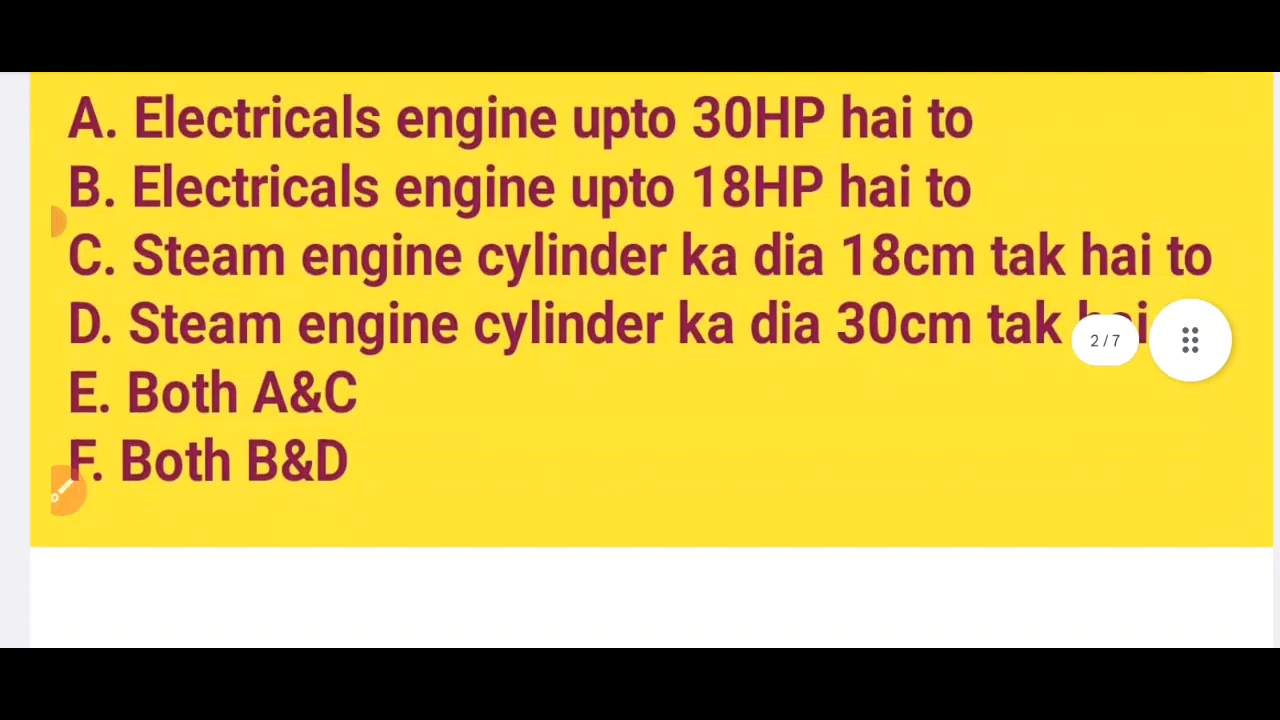 A. Electricals engine upto 30HP hai to
B. Electricals engine upto 18HP hai to
C. Steam engine cylinder ka dia 18cm tak hai to
D. Steam engine cylinder ka dia 30cm tak hai
2/7
E. Both A&C
F. Both B&D